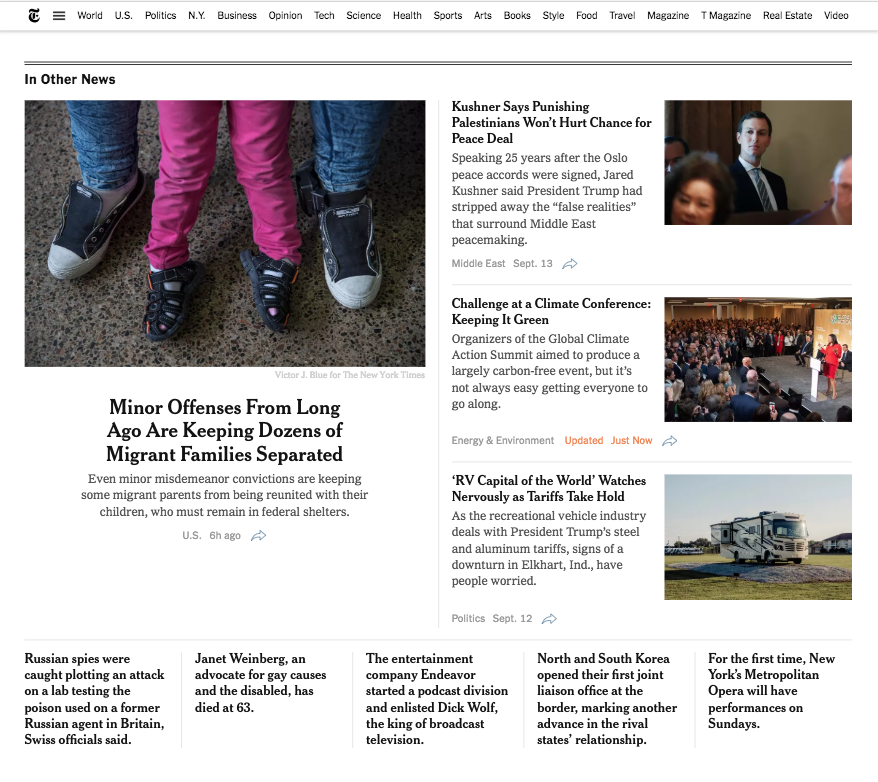 World U.S. Politics N.Y. Business Opinion Tech Science Health Sports Arts Books Style Food Travel Magazine T Magazine Real Estate Video
In Other News
Victor J. Blue for The New York Times
Minor Offenses From Long
Ago Are Keeping Dozens of
Migrant Families Separated
Even minor misdemeanor convictions are keeping
some migrant parents from being reunited with their
children, who must remain in federal shelters.
U.S. 6h ago
Kushner Says Punishing
Palestinians Won’t Hurt Chance for
Peace Deal
Speaking 25 years after the Oslo
peace accords were signed, Jared
Kushner said President Trump had
stripped away the “false realities”
that surround Middle East
peacemaking.
Middle East Sept. 13
Challenge at a Climate Conference:
Keeping It Green
Organizers of the Global Climate
Action Summit aimed to produce a
largely carbon-free event, but it’s
not always easy getting everyone to
go along.
Energy & Environment Updated Just Now
‘RV Capital of the World’ Watches
Nervously as Tariffs Take Hold
As the recreational vehicle industry
deals with President Trump’s steel
and aluminum tariffs, signs of a
downturn in Elkhart, Ind., have
people worried.
Politics Sept. 12
Russian spies were
caught plotting an attack
on a lab testing the
poison used on a former
Russian agent in Britain,
Swiss officials said.
Janet Weinberg, an
advocate for gay causes
and the disabled, has
died at 63.
The entertainment
company Endeavor
started a podcast division
and enlisted Dick Wolf,
the king of broadcast
television.
North and South Korea
opened their first joint
liaison office at the
border, marking another
advance in the rival
states’ relationship.
For the first time, New
York’s Metropolitan
Opera will have
performances on
Sundays.